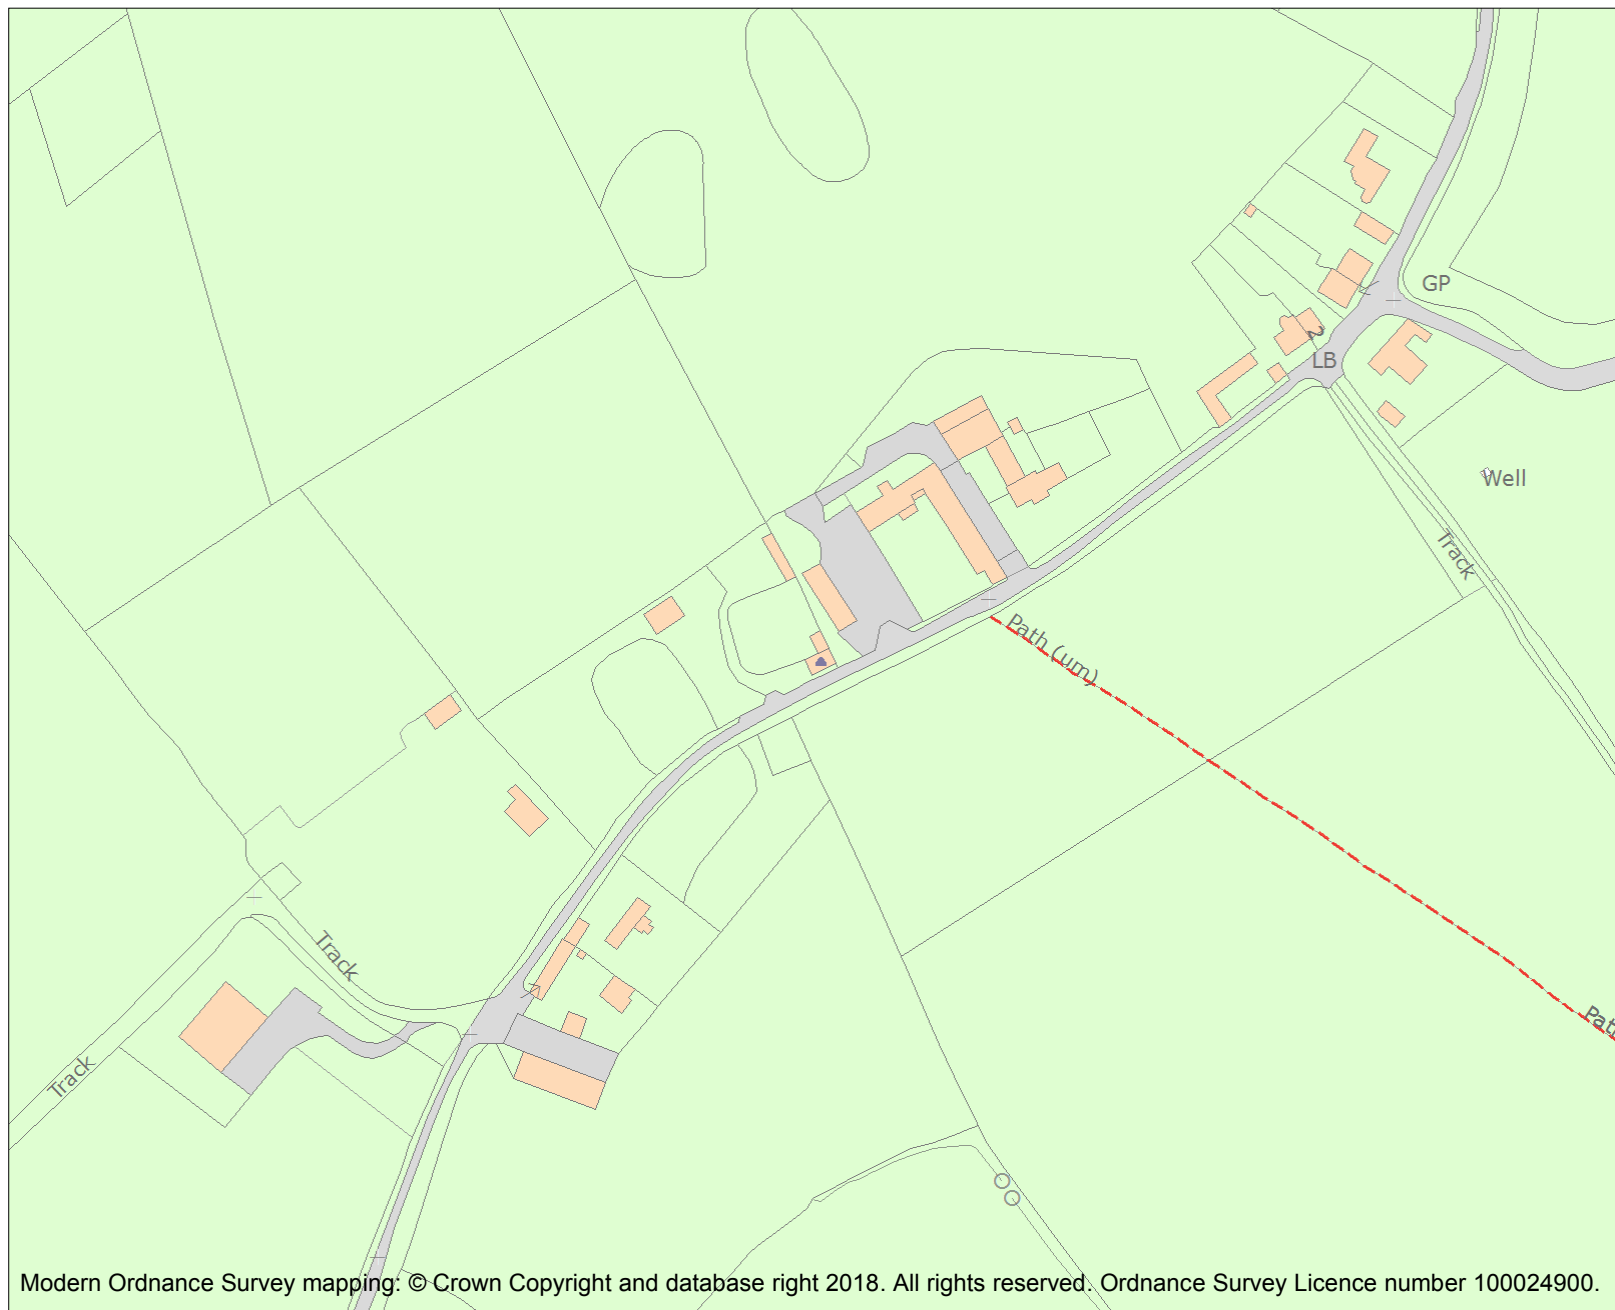 GP
2
LB
Well
Track
Path (um)
Track
Track
Modern Ordnance Survey mapping: © Crown Copyright and database right 2018. All rights reserved. Ordnance Survey Licence number 100024900.